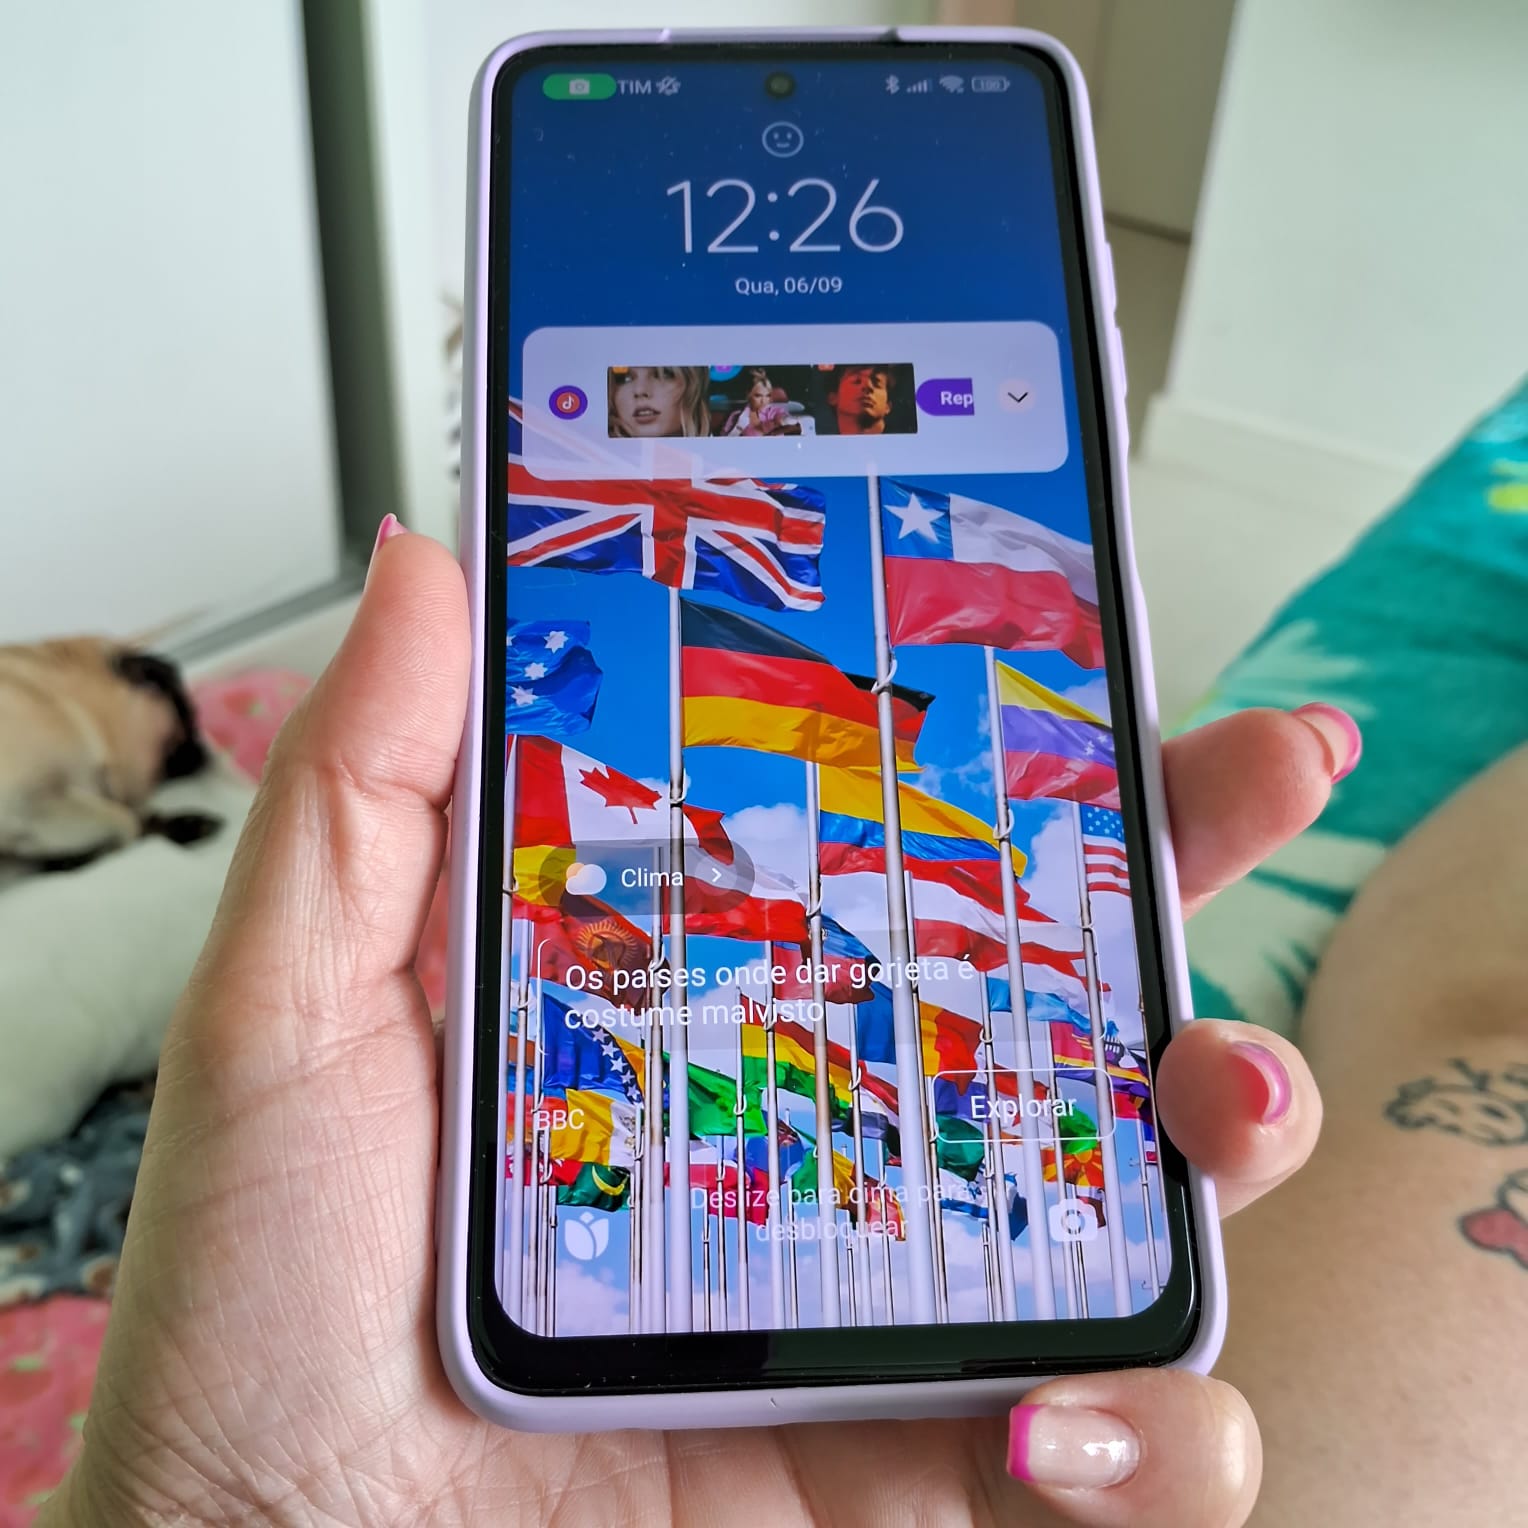 TIM
100
12:26
Qua, 06/09
Rep
Clima
Os países onde dar gorjeta é
costume malvisto
BBC
Explorar
Deslize para cima para
desbloquear